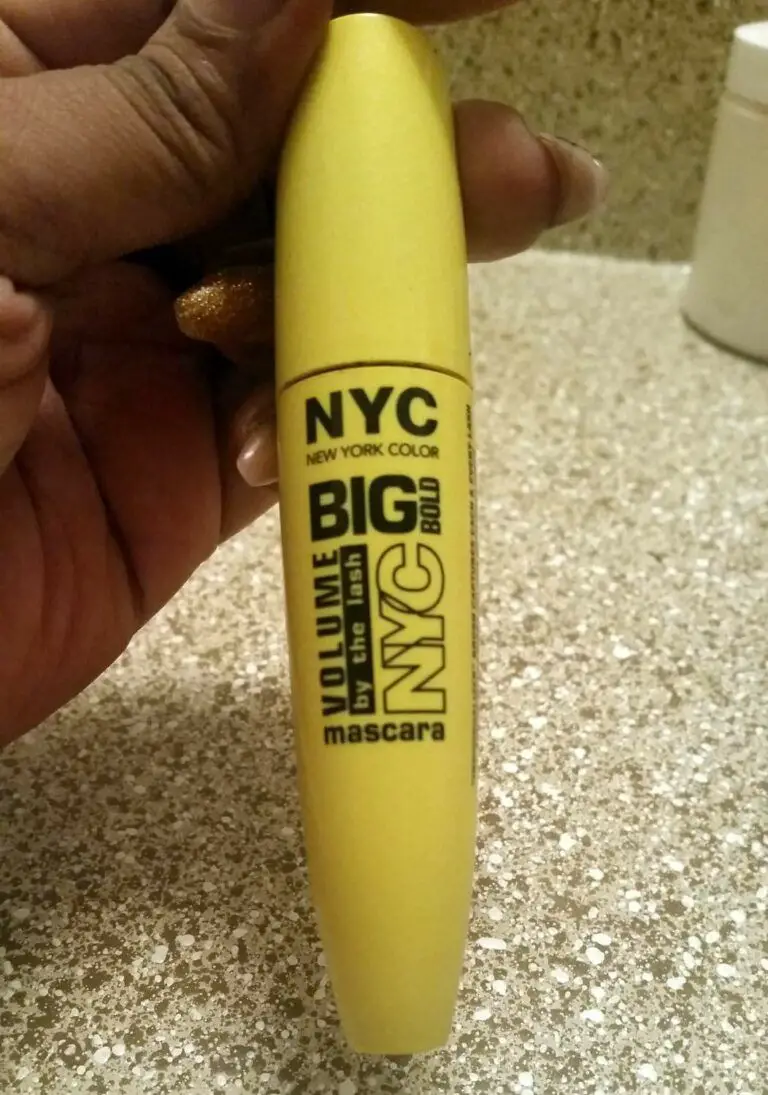 NYC
NEW YORK COLOR
BIG BOLD
VOLUME
by the lash
NYC
mascara